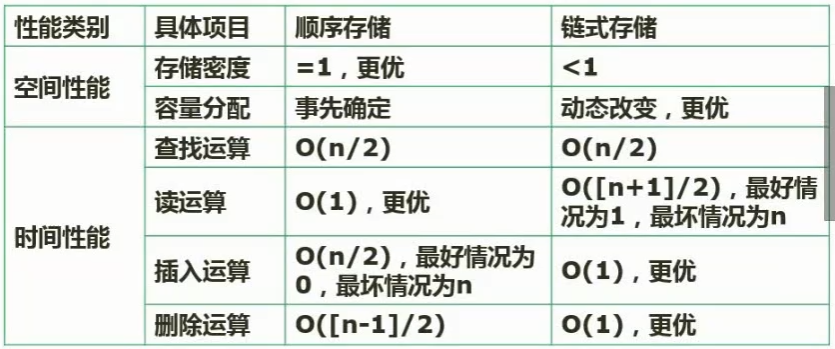 性能类别 具体项目 顺序存储 链式存储
空间性能 存储密度 =1，更优 <1
容量分配 事先确定 动态改变，更优
时间性能 查找运算 O(n/2) O(n/2)
读运算 O(1)，更优 O([n+1]/2)，最好情
况为1，最坏情况为n
插入运算 O(n/2)，最好情况为
0，最坏情况为n O(1)，更优
删除运算 O([n-1]/2) O(1)，更优